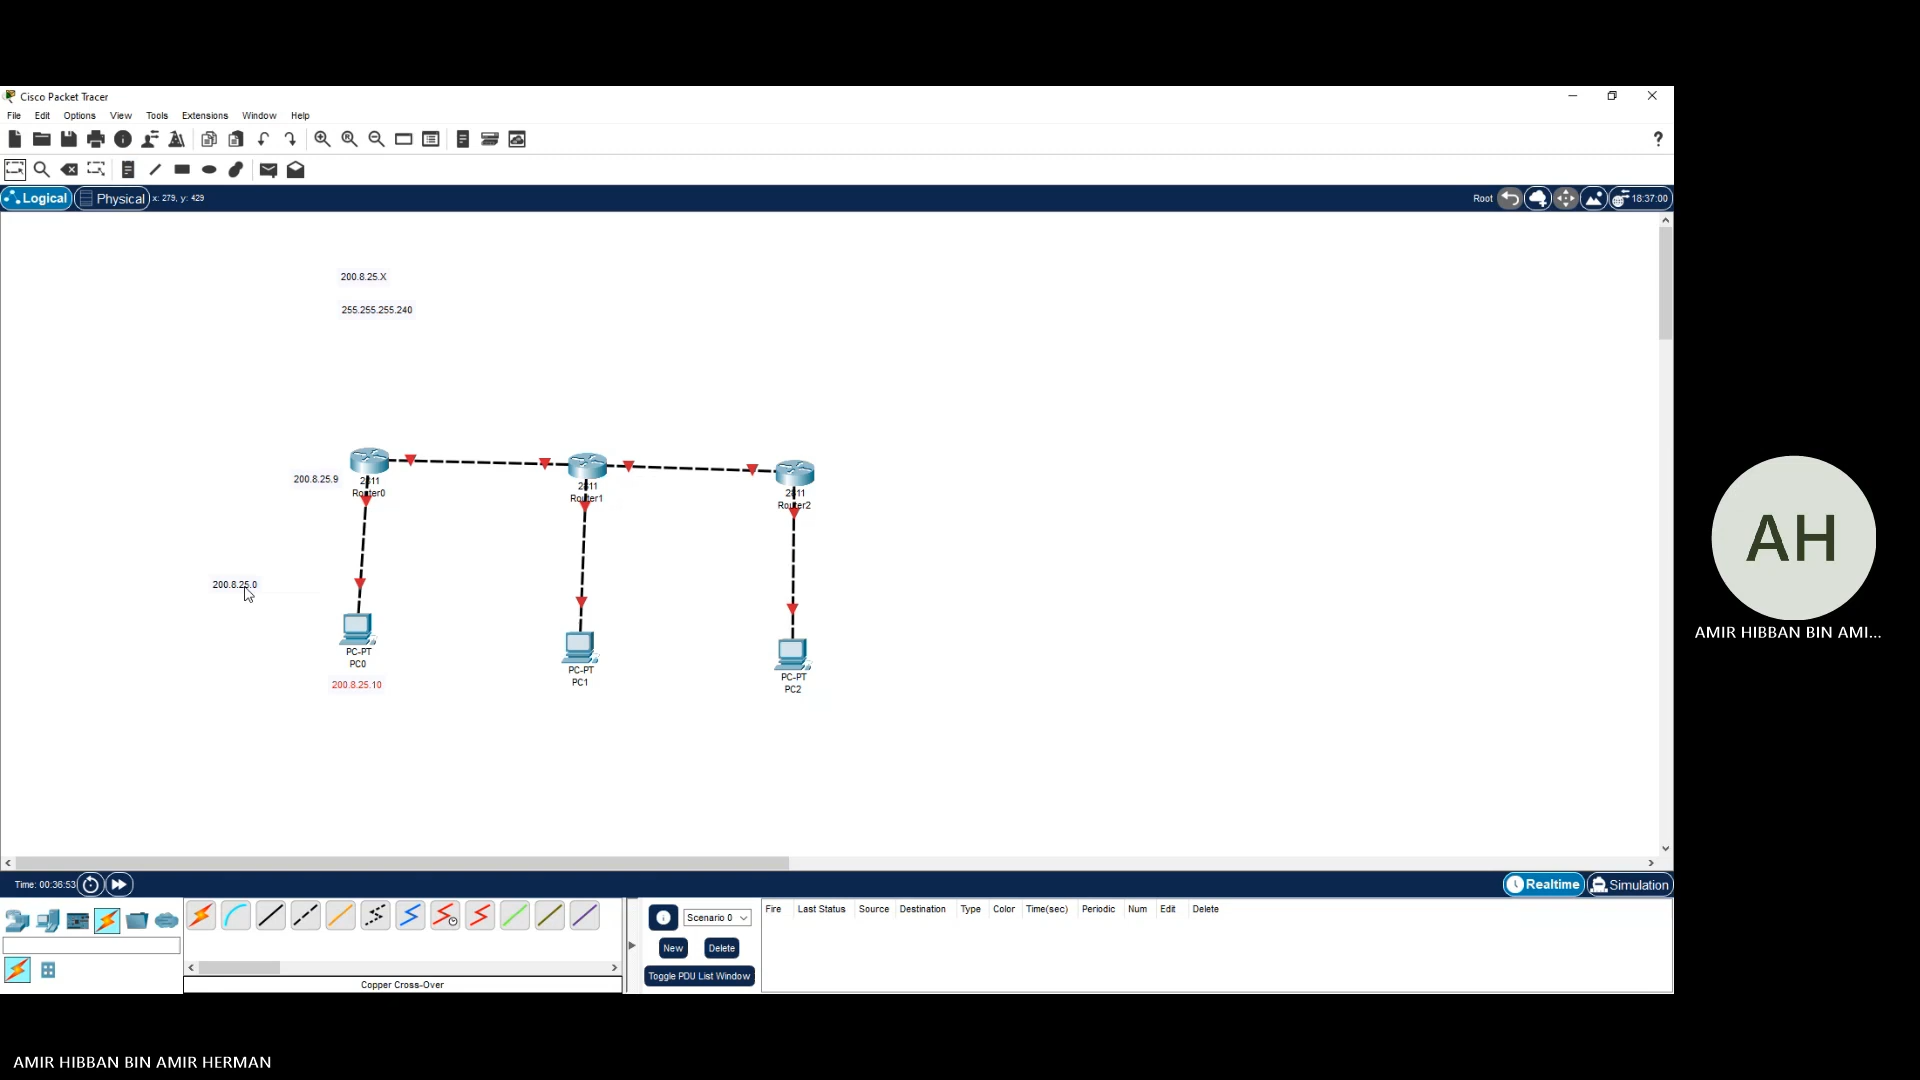 Cisco Packet Tracer
File Edit Options View Tools Extensions Window Help
?
Logical Physical x: 279, y: 429 Root 18:37:00
200.8.25.X
255.255.255.240
200.8.25.9
2811
Router0
2811
Router1
2811
Router2
200.8.25.0
PC-PT
PC0
200.8.25.10
PC-PT
PC1
PC-PT
PC2
Time: 00:36:53 Realtime Simulation
Scenario 0
New Delete
Toggle PDU List Window
Fire Last Status Source Destination Type Color Time(sec) Periodic Num Edit Delete
Copper Cross-Over
AH
AMIR HIBBAN BIN AMI...
AMIR HIBBAN BIN AMIR HERMAN